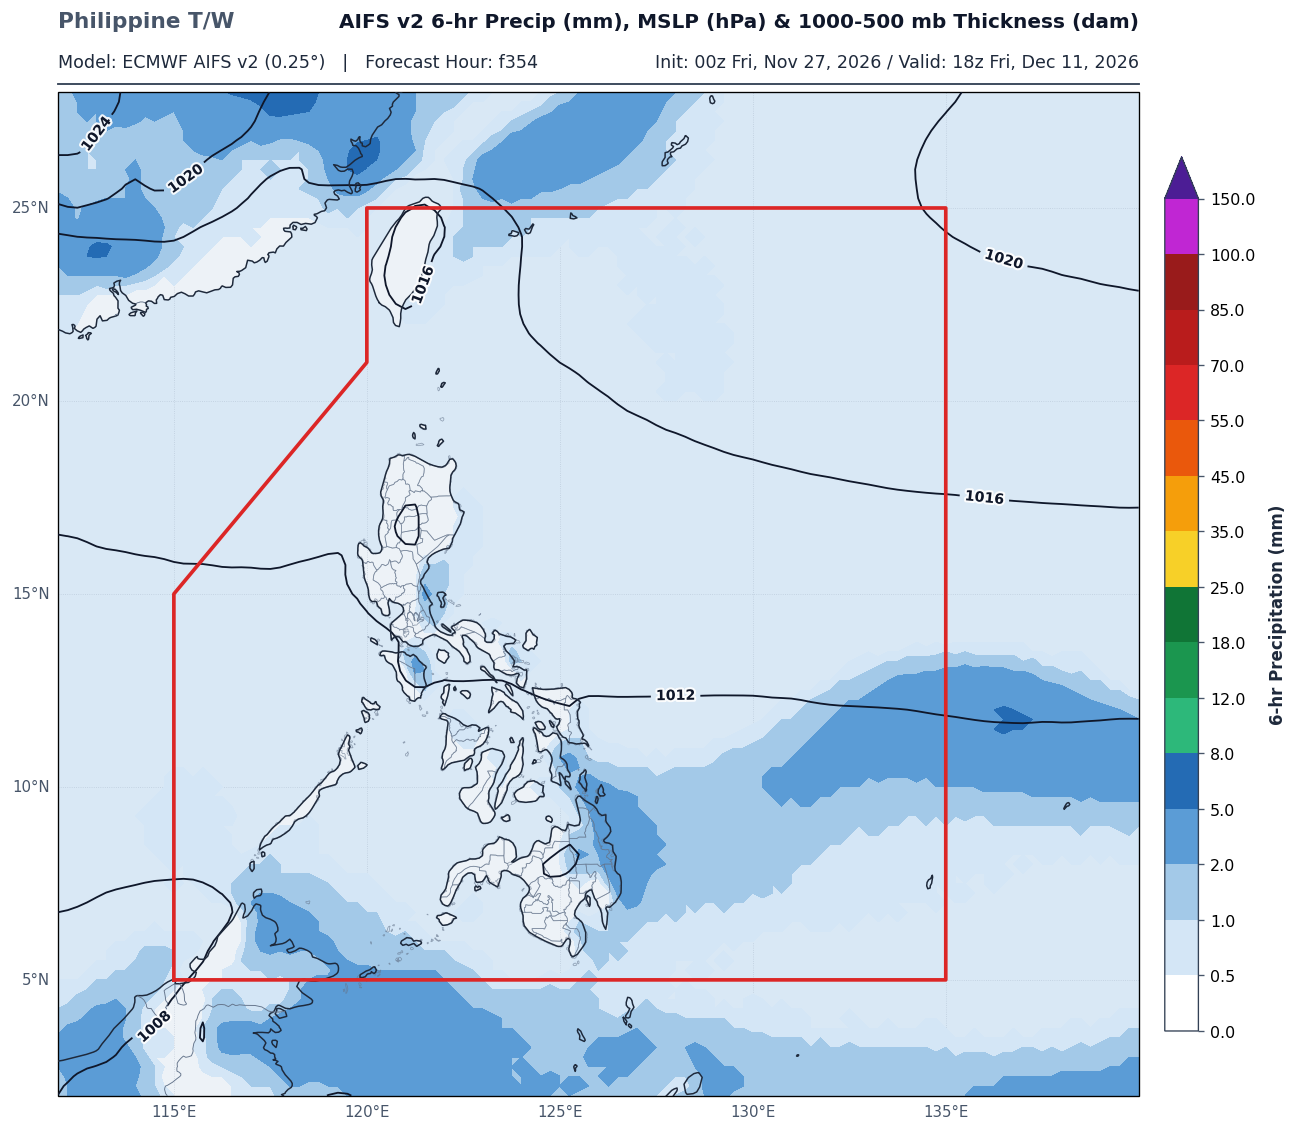 Philippine T/W
AIFS v2 6-hr Precip (mm), MSLP (hPa) & 1000-500 mb Thickness (dam)
Model: ECMWF AIFS v2 (0.25°) | Forecast Hour: f354
Init: 00z Fri, Nov 27, 2026 / Valid: 18z Fri, Dec 11, 2026
1024
1020
1016
1020
1016
1012
1008
25°N
20°N
15°N
10°N
5°N
115°E
120°E
125°E
130°E
135°E
150.0
100.0
85.0
70.0
55.0
45.0
35.0
25.0
18.0
12.0
8.0
5.0
2.0
1.0
0.5
0.0
6-hr Precipitation (mm)